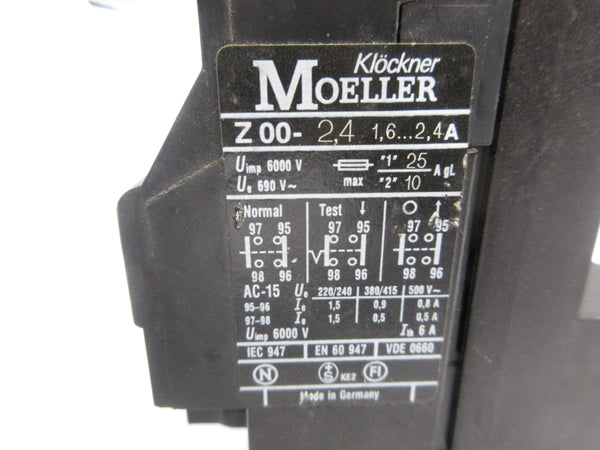 Klöckner
MOELLER
Z 00- 2,4 1,6...2,4A
Uimp 6000 V
Ue 690 V~
max
"1" 25
"2" 10
A gL
Normal Test
97 95 97 95 97 95
98 96 98 96 98 96
AC-15 Ue 220/240 380/415 500 V~
95-96 Ie 1,5 0,9 0,8 A
97-98 Ie 1,5 0,5 0,5 A
Uimp 6000 V Ith 6 A
IEC 947 EN 60 947 VDE 0660
N S KE2 FI
Made in Germany